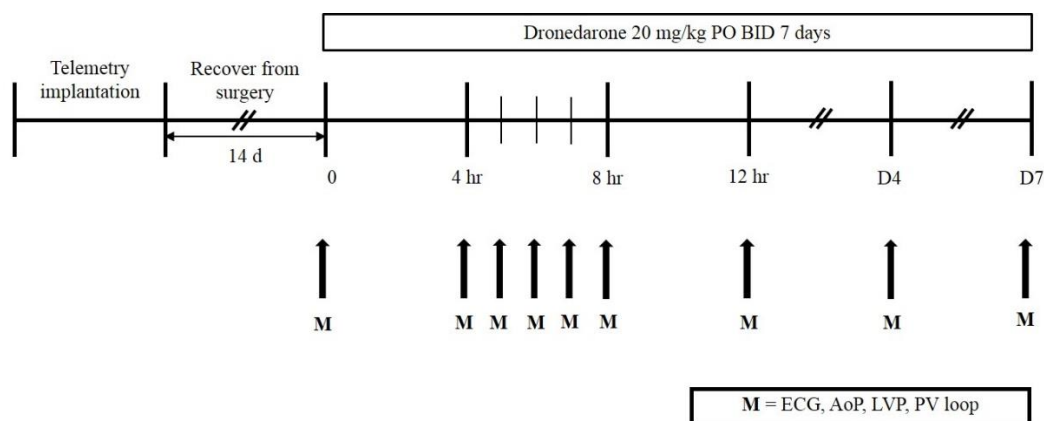 Dronedarone 20 mg/kg PO BID 7 days
Telemetry
implantation
Recover from
surgery
14 d
0
4 hr
8 hr
12 hr
D4
D7
M
M
M
M
M
M
M
M
M
M = ECG, AoP, LVP, PV loop